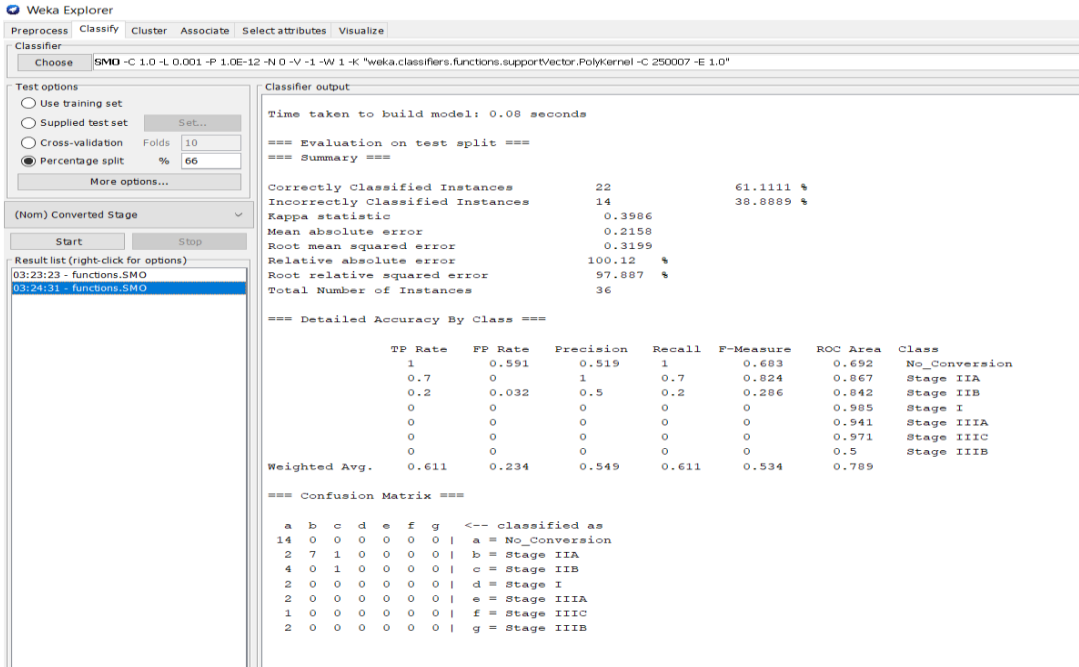 Weka Explorer
Preprocess Classify Cluster Associate Select attributes Visualize
Classifier
Choose SMO -C 1.0 -L 0.001 -P 1.0E-12 -N 0 -V -1 -W 1 -K "weka.classifiers.functions.supportVector.PolyKernel -C 250007 -E 1.0"
Test options
Use training set
Supplied test set Set...
Cross-validation Folds 10
Percentage split % 66
More options...
(Nom) Converted Stage
Start Stop
Result list (right-click for options)
03:23:23 - functions.SMO
03:24:31 - functions.SMO
Classifier output
Time taken to build model: 0.08 seconds
=== Evaluation on test split ===
=== Summary ===
Correctly Classified Instances 22 61.1111 %
Incorrectly Classified Instances 14 38.8889 %
Kappa statistic 0.3986
Mean absolute error 0.2158
Root mean squared error 0.3199
Relative absolute error 100.12 %
Root relative squared error 97.887 %
Total Number of Instances 36
=== Detailed Accuracy By Class ===
TP Rate FP Rate Precision Recall F-Measure ROC Area Class
1 0.591 0.519 1 0.683 0.692 No_Conversion
0.7 0 1 0.7 0.824 0.867 Stage IIA
0.2 0.032 0.5 0.2 0.286 0.842 Stage IIB
0 0 0 0 0 0.985 Stage I
0 0 0 0 0 0.941 Stage IIIA
0 0 0 0 0 0.971 Stage IIIC
0 0 0 0 0 0.5 Stage IIIB
Weighted Avg. 0.611 0.234 0.549 0.611 0.534 0.789
=== Confusion Matrix ===
a b c d e f g <-- classified as
14 0 0 0 0 0 0 | a = No_Conversion
2 7 1 0 0 0 0 | b = Stage IIA
4 0 1 0 0 0 0 | c = Stage IIB
2 0 0 0 0 0 0 | d = Stage I
2 0 0 0 0 0 0 | e = Stage IIIA
1 0 0 0 0 0 0 | f = Stage IIIC
2 0 0 0 0 0 0 | g = Stage IIIB